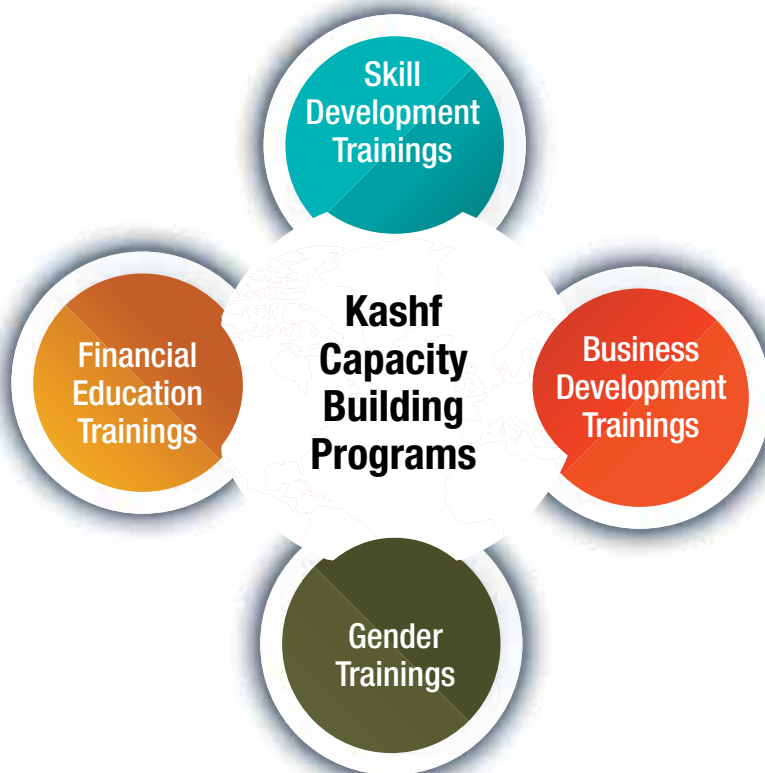 Skill
Development
Trainings
Kashf
Capacity
Building
Programs
Financial
Education
Trainings
Business
Development
Trainings
Gender
Trainings